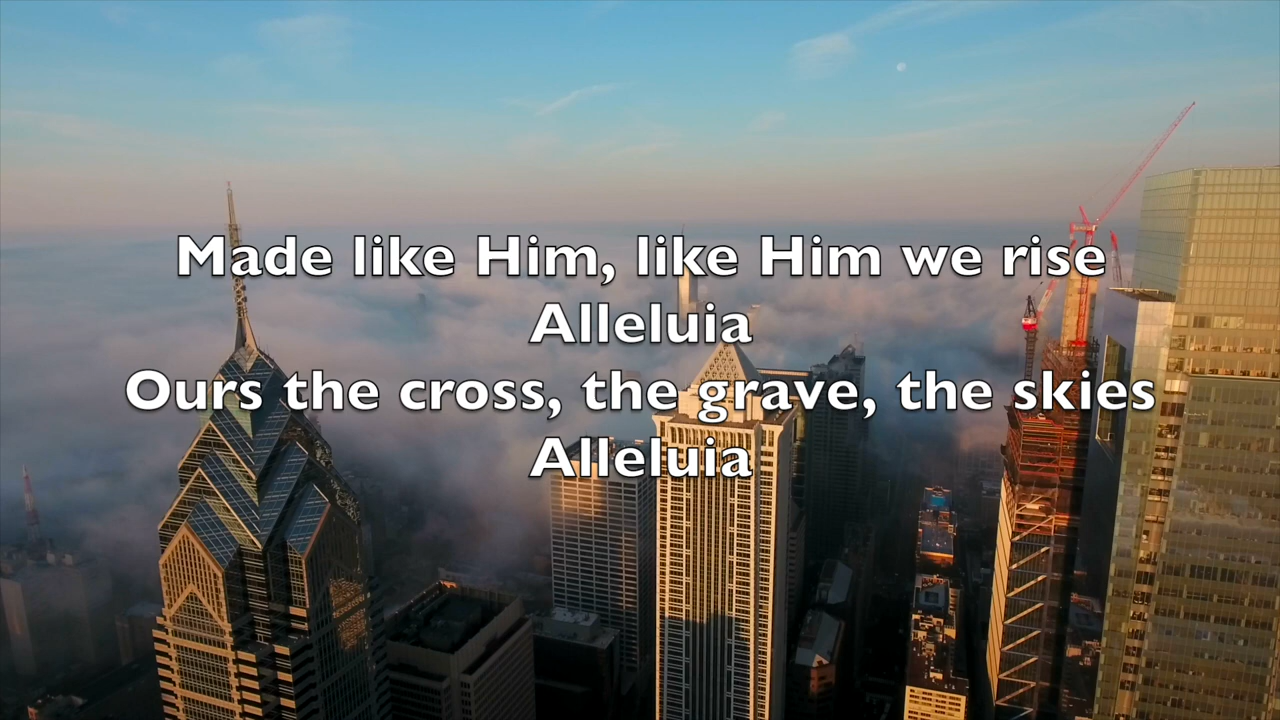 Made like Him, like Him we rise
Alleluia
Ours the cross, the grave, the skies
Alleluia